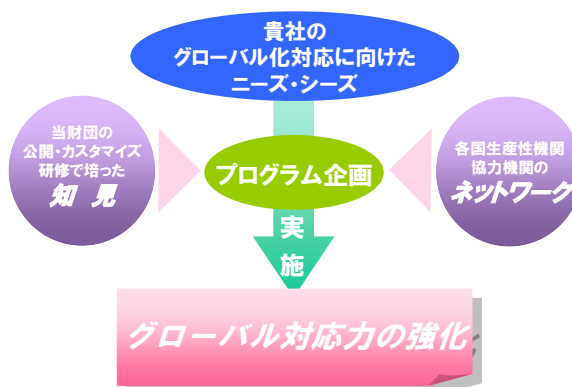 貴社の
グローバル化対応に向けた
ニーズ・シーズ
当財団の
公開・カスタマイズ
研修で培った
知 見
プログラム企画
各国生産性機関
協力機関の
ネットワーク
実
施
グローバル対応力の強化